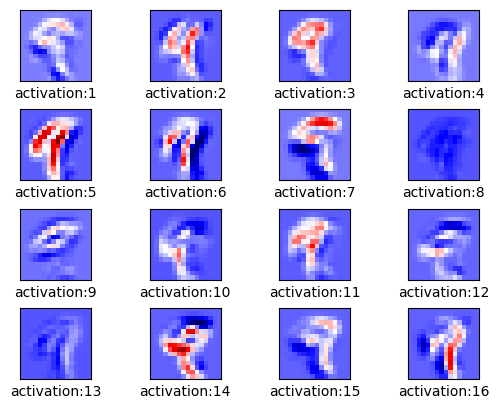 activation:1 activation:2 activation:3 activation:4
activation:5 activation:6 activation:7 activation:8
activation:9 activation:10 activation:11 activation:12
activation:13 activation:14 activation:15 activation:16